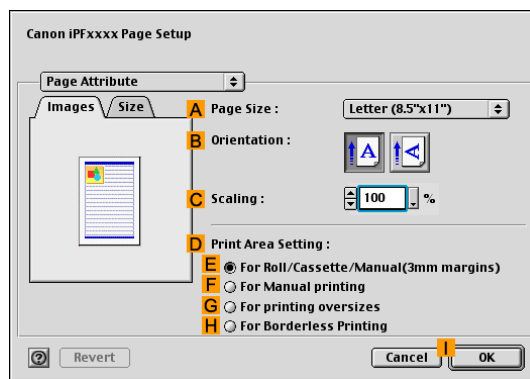 Canon iPFxxxx Page Setup
Page Attribute
Images Size
A Page Size : Letter (8.5"x11")
B Orientation :
A A
C Scaling : 100 %
D Print Area Setting :
E For Roll/Cassette/Manual(3mm margins)
F For Manual printing
G For printing oversizes
H For Borderless Printing
I
? Revert Cancel OK